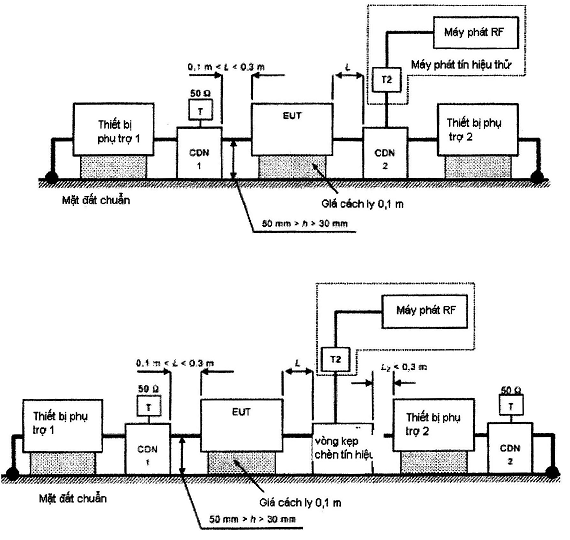 Máy phát RF
Máy phát tín hiệu thử
T2
0,1 m < L < 0,3 m
L
50 Ω
T
EUT
Thiết bị
phụ trợ 1
CDN
1
CDN
2
Thiết bị phụ
trợ 2
Mặt đất chuẩn
Giá cách ly 0,1 m
50 mm > h > 30 mm
Máy phát RF
T2
0,1 m < L < 0,3 m
L
L₂ < 0,3 m
50 Ω
T
50 Ω
T
EUT
Thiết bị phụ
trợ 1
CDN
1
vòng kẹp
chèn tín hiệu
Thiết bị phụ
trợ 2
CDN
2
Mặt đất chuẩn
Giá cách ly 0,1 m
50 mm > h > 30 mm